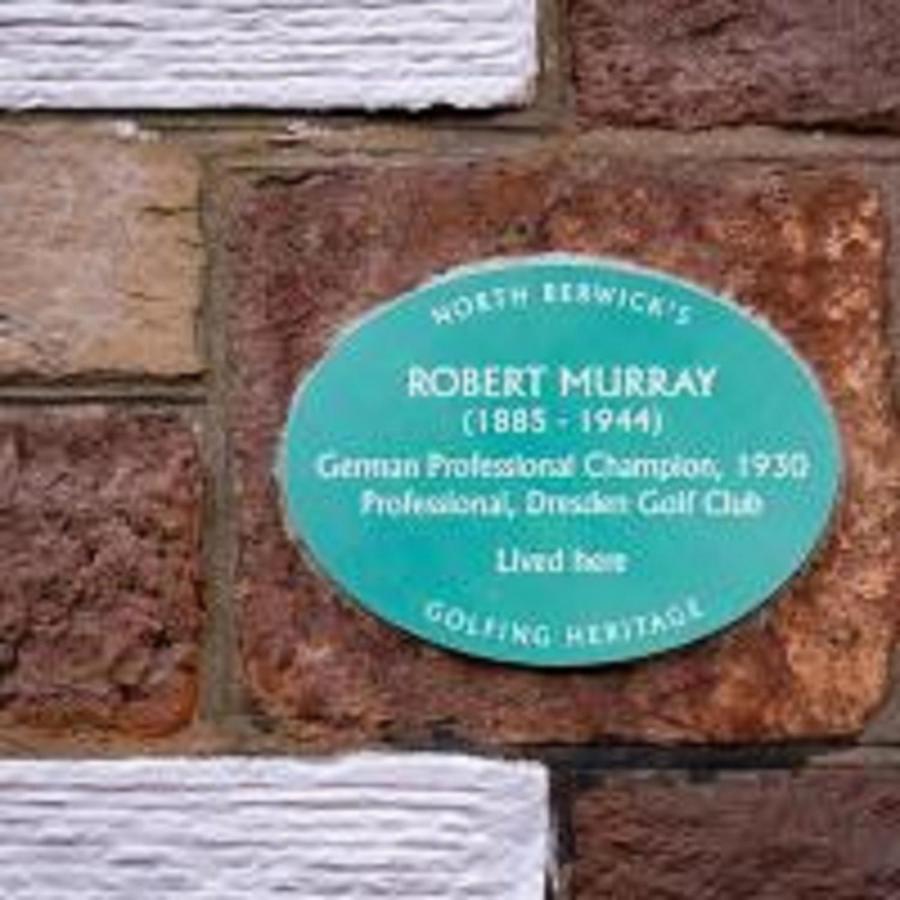 NORTH BERWICK'S
ROBERT MURRAY
(1885 - 1944)
German Professional Champion, 1930
Professional, Dresden Golf Club
Lived here
GOLFING HERITAGE